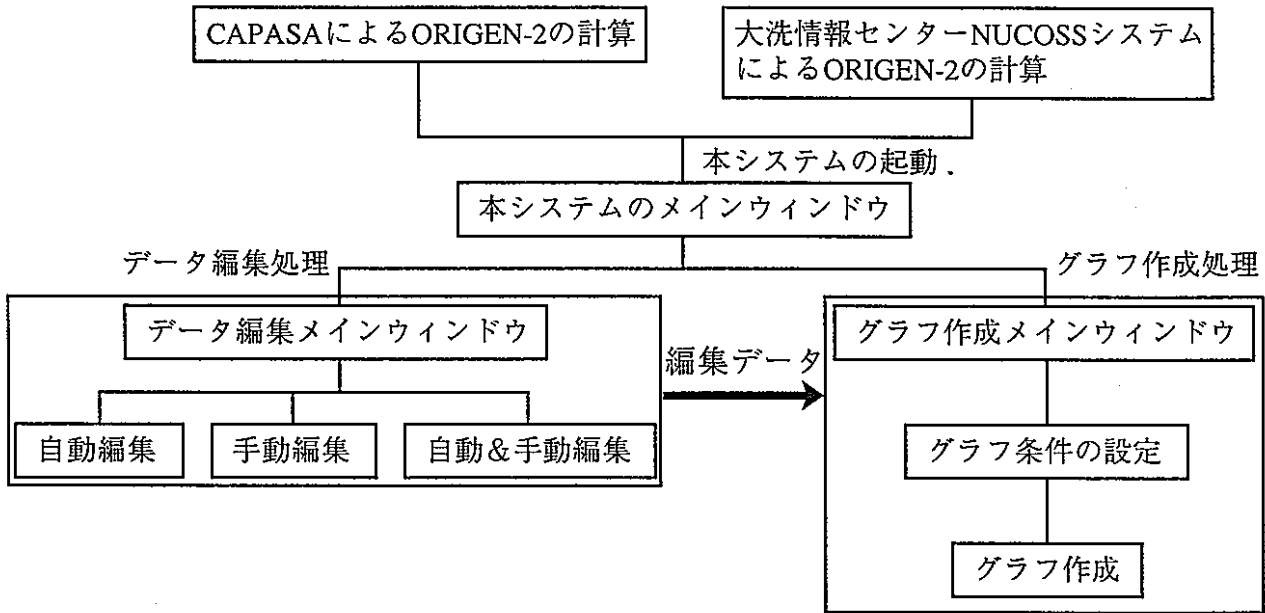 CAPASAによるORIGEN-2の計算
大洗情報センターNUCOSSシステム
によるORIGEN-2の計算
本システムの起動.
本システムのメインウィンドウ
データ編集処理
グラフ作成処理
データ編集メインウィンドウ
グラフ作成メインウィンドウ
編集データ
自動編集
手動編集
自動&手動編集
グラフ条件の設定
グラフ作成